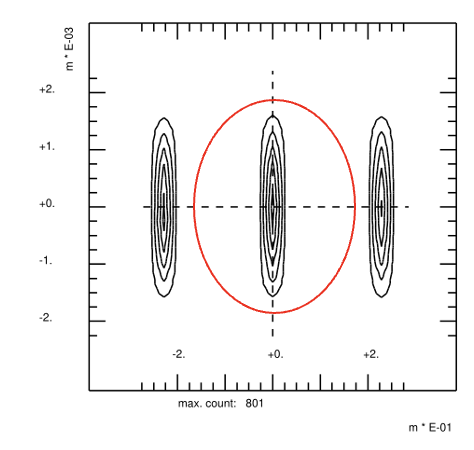 m * E-03
+2.
+1.
+0.
-1.
-2.
-2. +0. +2.
max. count: 801
m * E-01